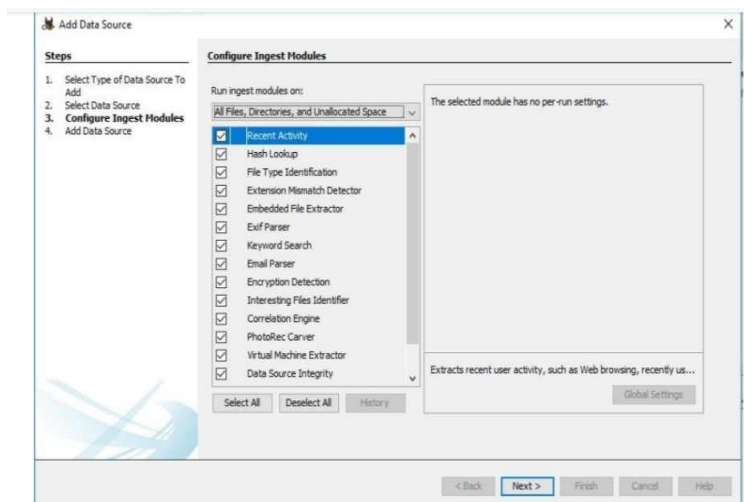 Add Data Source
Steps
1. Select Type of Data Source To
Add
2. Select Data Source
3. Configure Ingest Modules
4. Add Data Source
Configure Ingest Modules
Run ingest modules on:
All Files, Directories, and Unallocated Space
Recent Activity
Hash Lookup
File Type Identification
Extension Mismatch Detector
Embedded File Extractor
Exif Parser
Keyword Search
Email Parser
Encryption Detection
Interesting Files Identifier
Correlation Engine
PhotoRec Carver
Virtual Machine Extractor
Data Source Integrity
Select All Deselect All History
The selected module has no per-run settings.
Extracts recent user activity, such as Web browsing, recently us...
Global Settings
< Back Next > Finish Cancel Help